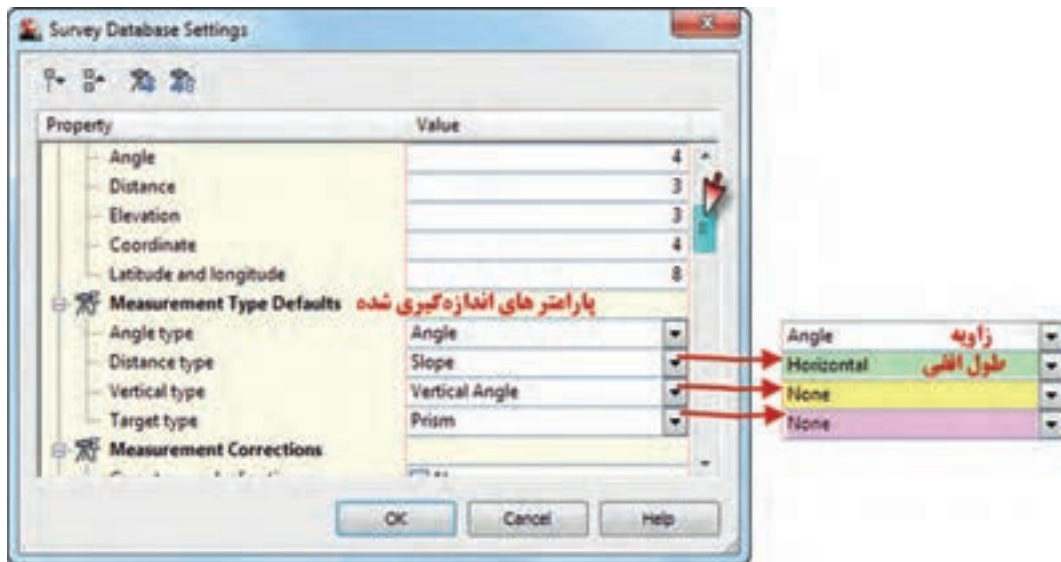 Survey Database Settings
Property Value
Angle 4
Distance 3
Elevation 3
Coordinate 4
Latitude and longitude 8
Measurement Type Defaults پارامتر های اندازه‌گیری شده
Angle type Angle
Distance type Slope
Vertical type Vertical Angle
Target type Prism
Measurement Corrections
OK Cancel Help
Angle زاویه
Horizontal طول افقی
None
None